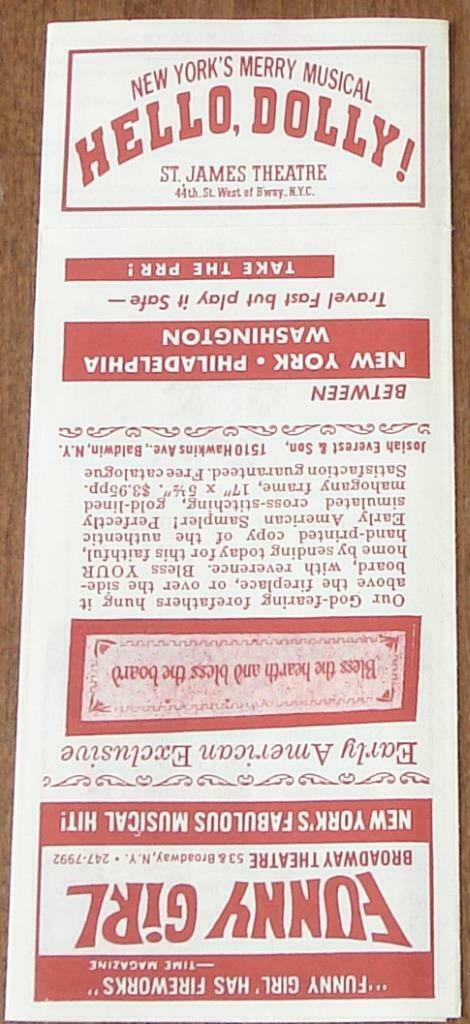 NEW YORK'S MERRY MUSICAL
HELLO, DOLLY!
ST. JAMES THEATRE
44th. St. West of B'way., N.Y.C.
"'FUNNY GIRL' HAS FIREWORKS"
—TIME MAGAZINE
FUNNY GIRL
BROADWAY THEATRE 53 & Broadway, N.Y. • 247-7992
NEW YORK'S FABULOUS MUSICAL HIT!
Early American Exclusive
Bless the hearth and bless the board
Our God-fearing forefathers hung it
above the fireplace, or over the side-
board, with reverence. Bless YOUR
home by sending today for this faithful,
hand-printed copy of the authentic
Early American Sampler! Perfectly
simulated cross-stitching, gold-lined
mahogany frame, 17" x 5½". $3.95pp.
Satisfaction guaranteed. Free catalogue
Josiah Everest & Son, 1510 Hawkins Ave., Baldwin, N.Y.
BETWEEN
NEW YORK • PHILADELPHIA
WASHINGTON
Travel Fast but play it Safe—
TAKE THE PRR!